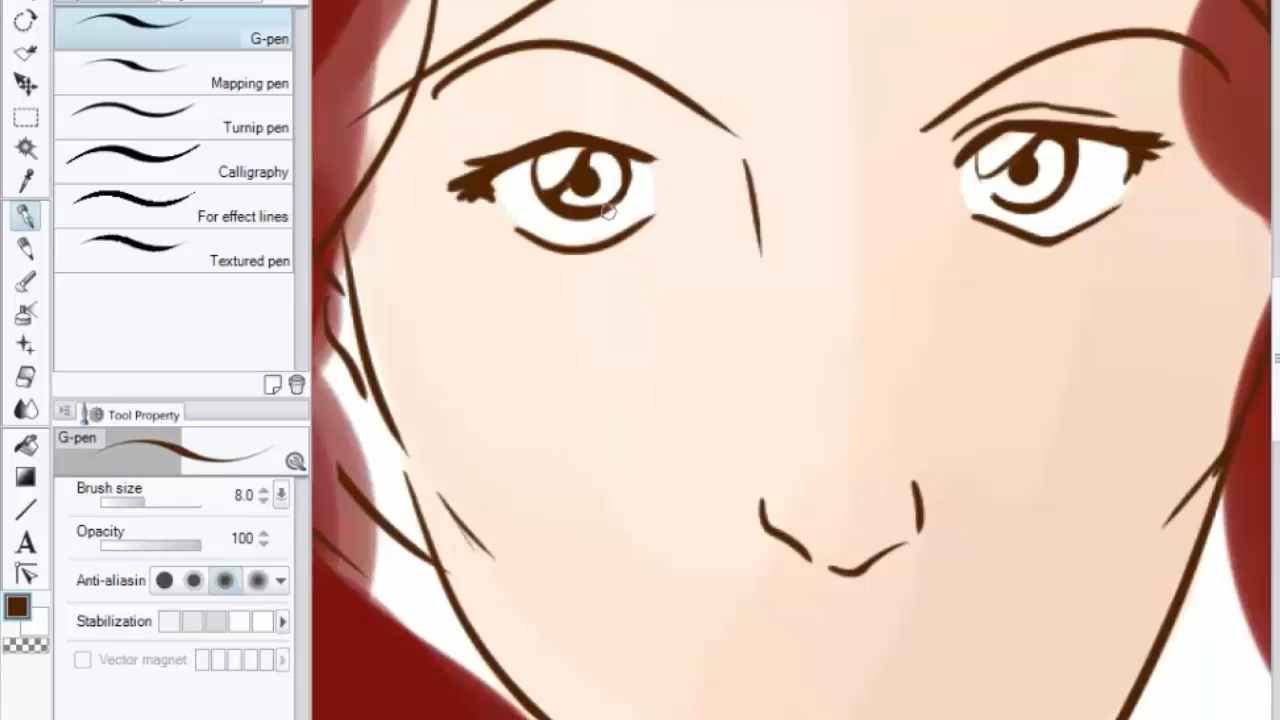 G-pen
Mapping pen
Turnip pen
Calligraphy
For effect lines
Textured pen
Tool Property
G-pen
Brush size 8.0
Opacity 100
Anti-aliasin
Stabilization
Vector magnet